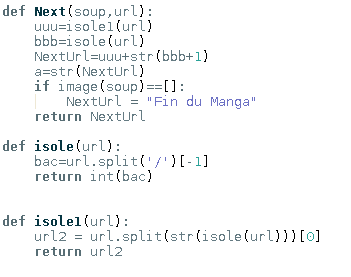 def Next(soup,url):
    uuu=isole1(url)
    bbb=isole(url)
    NextUrl=uuu+str(bbb+1)
    a=str(NextUrl)
    if image(soup)==[]:
        NextUrl = "Fin du Manga"
    return NextUrl

def isole(url):
    bac=url.split('/')[-1]
    return int(bac)


def isole1(url):
    url2 = url.split(str(isole(url)))[0]
    return url2